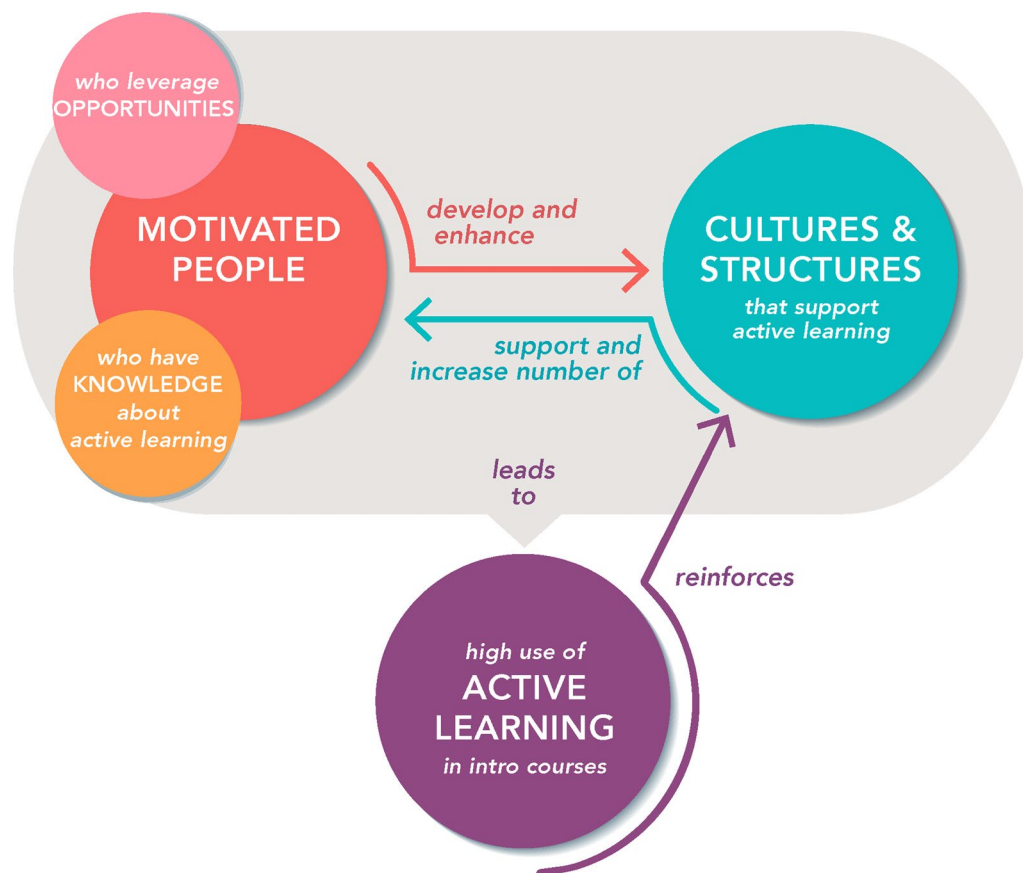 who leverage
OPPORTUNITIES
MOTIVATED
PEOPLE
who have
KNOWLEDGE
about
active learning
develop and
enhance
support and
increase number of
CULTURES &
STRUCTURES
that support
active learning
leads
to
reinforces
high use of
ACTIVE
LEARNING
in intro courses